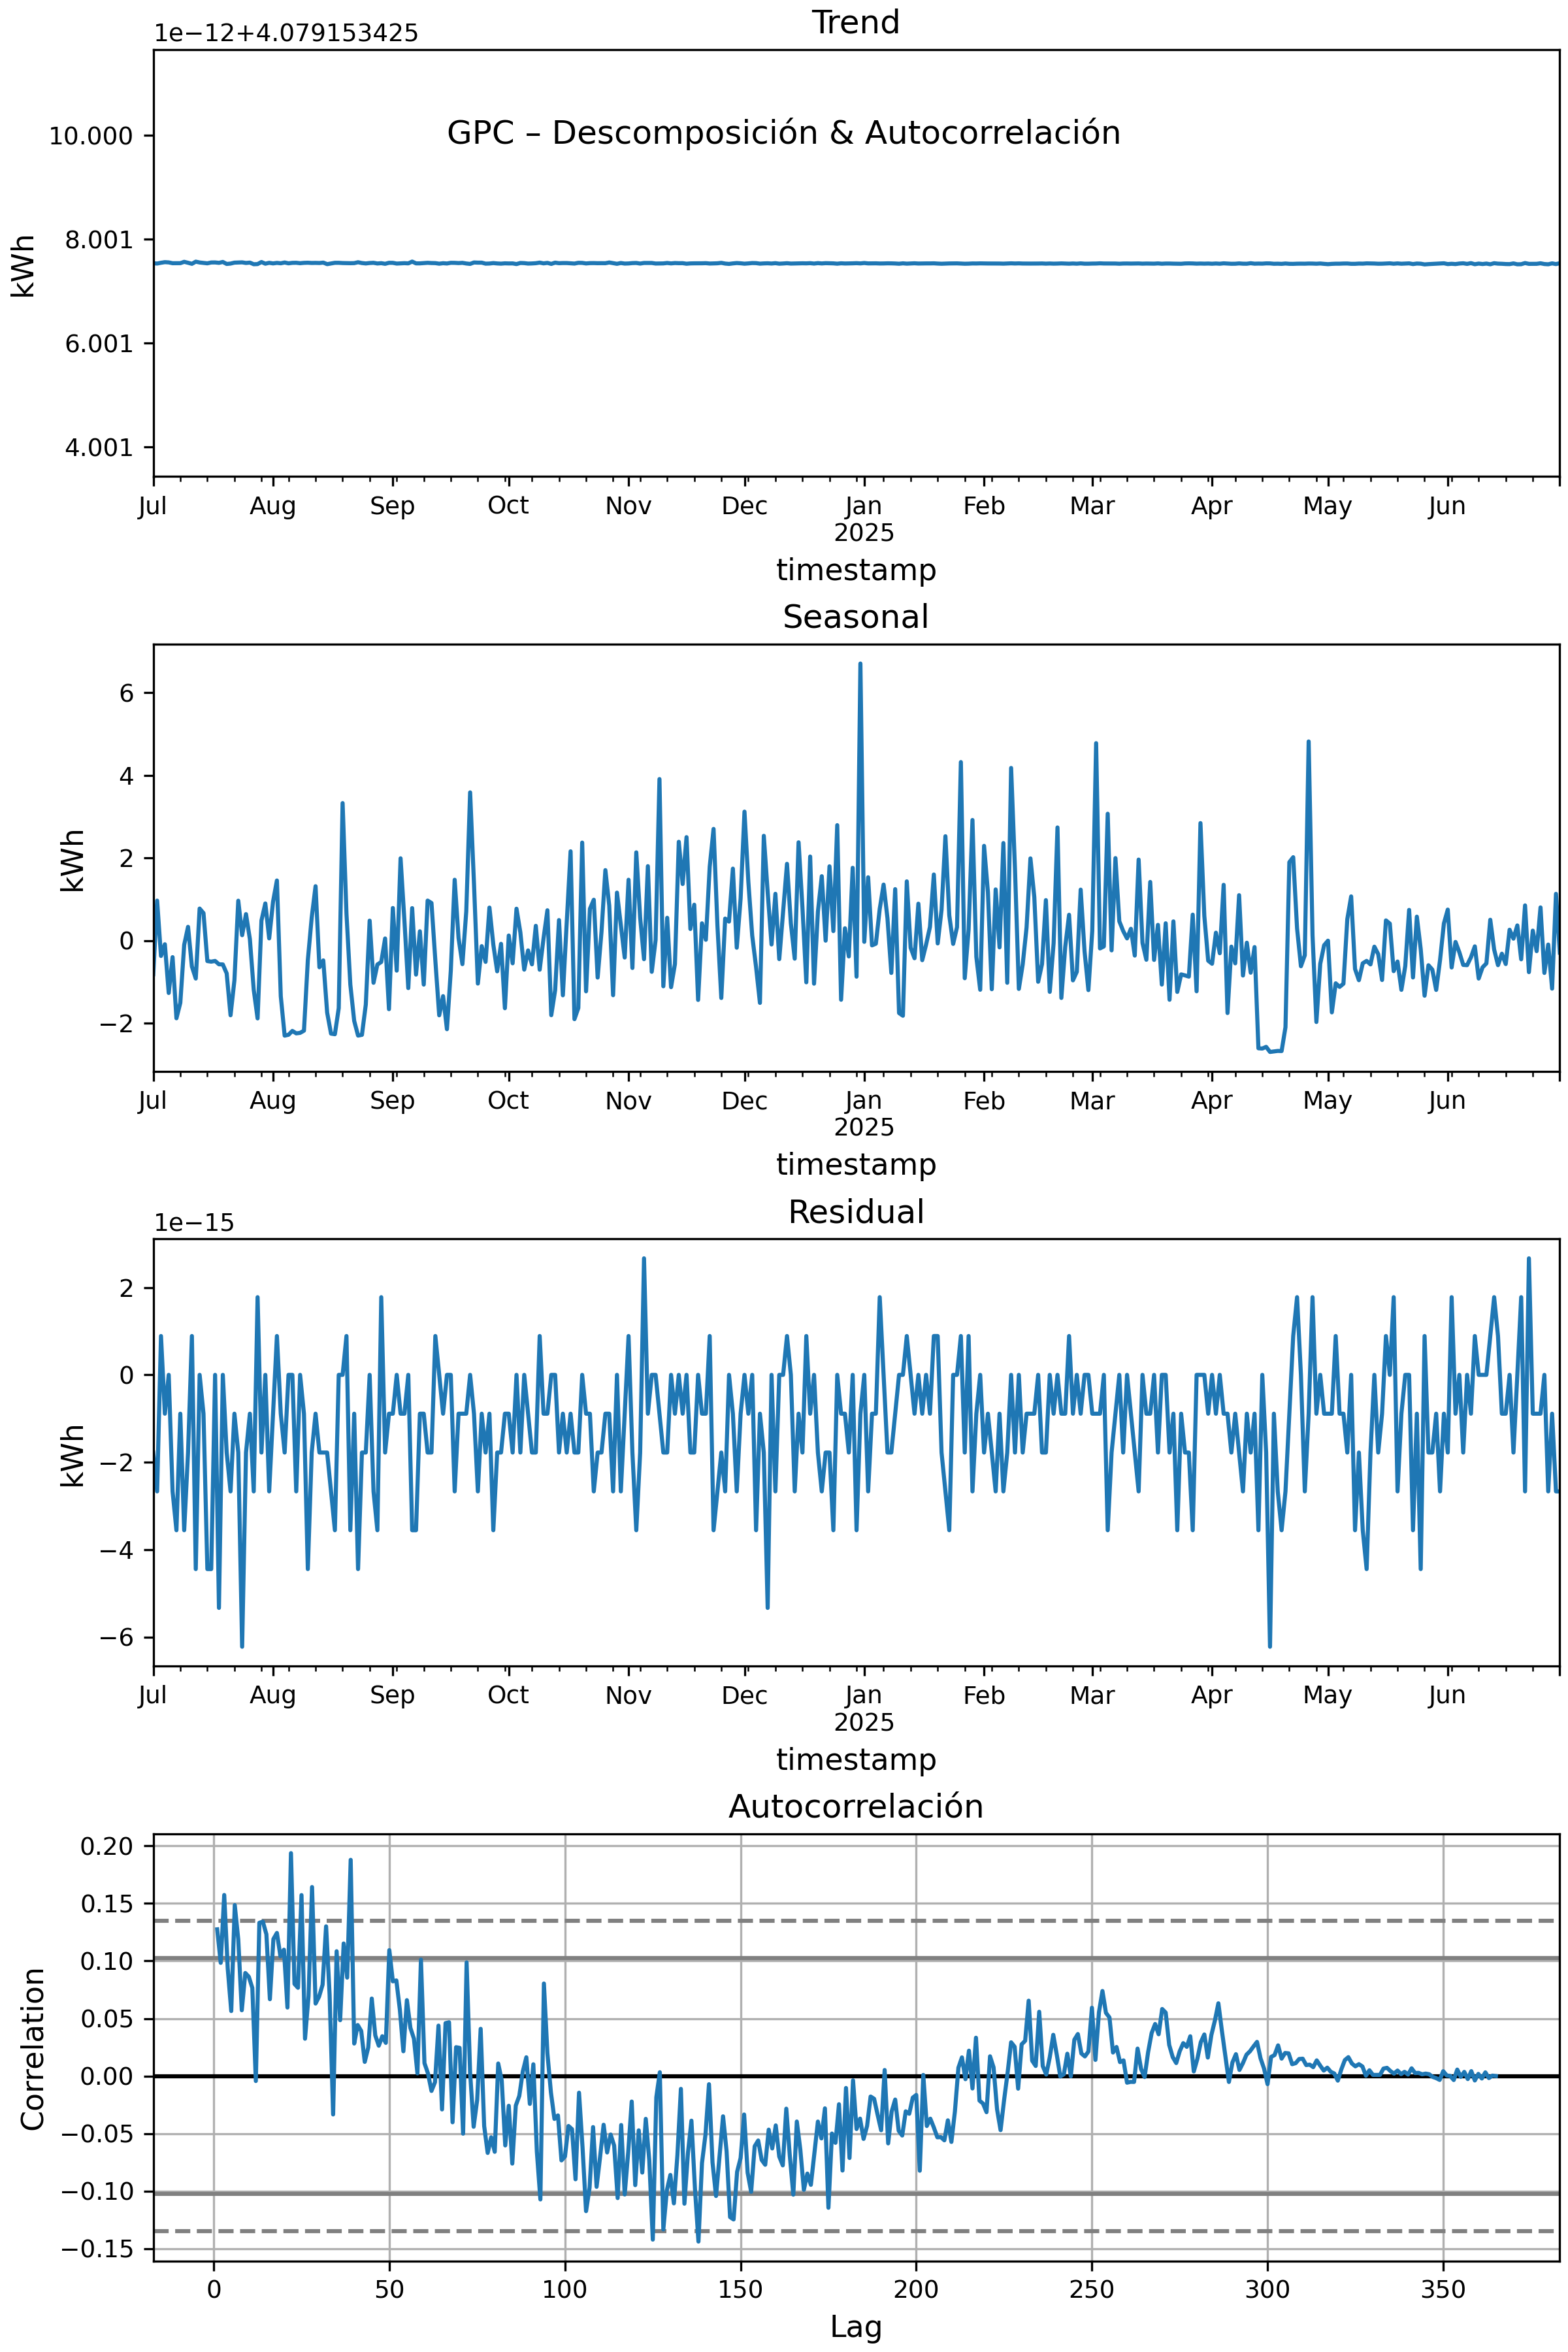 Trend
1e−12+4.079153425
GPC – Descomposición & Autocorrelación
10.000
8.001
6.001
4.001
kWh
Jul Aug Sep Oct Nov Dec Jan Feb Mar Apr May Jun
2025
timestamp
Seasonal
6
4
2
0
−2
kWh
Jul Aug Sep Oct Nov Dec Jan Feb Mar Apr May Jun
2025
timestamp
Residual
1e−15
2
0
−2
−4
−6
kWh
Jul Aug Sep Oct Nov Dec Jan Feb Mar Apr May Jun
2025
timestamp
Autocorrelación
0.20
0.15
0.10
0.05
0.00
−0.05
−0.10
−0.15
Correlation
0 50 100 150 200 250 300 350
Lag